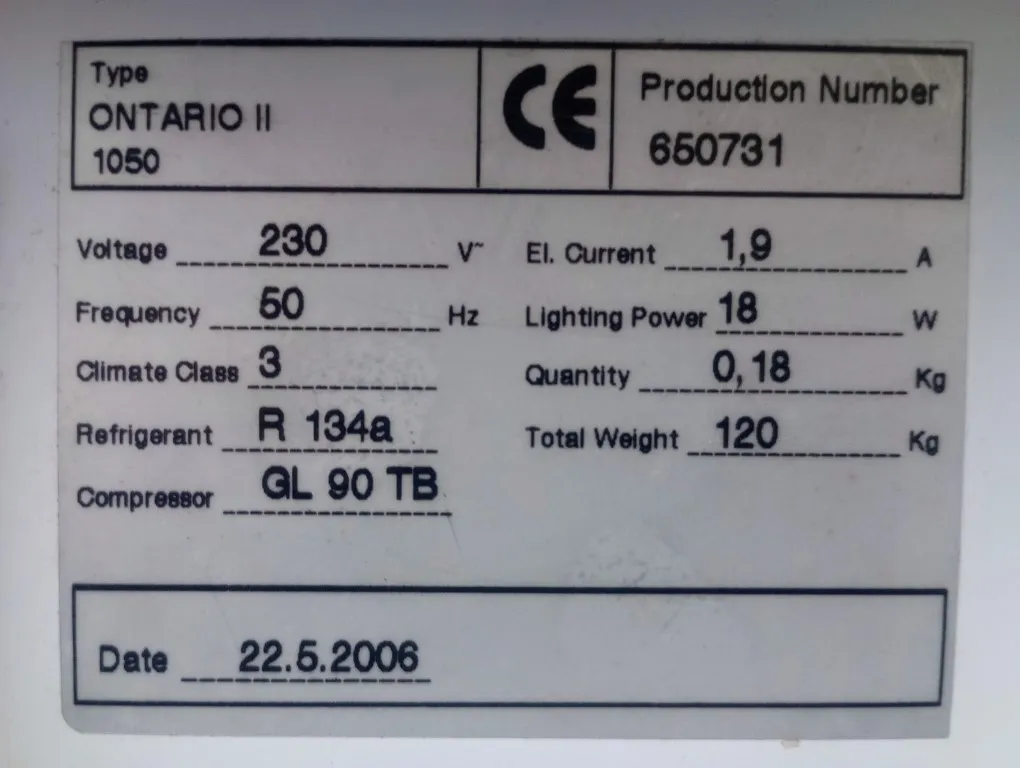 Type
ONTARIO II
1050
CE
Production Number
650731
Voltage 230 V~
El. Current 1,9 A
Frequency 50 Hz
Lighting Power 18 W
Climate Class 3
Quantity 0,18 Kg
Refrigerant R 134a
Total Weight 120 Kg
Compressor GL 90 TB
Date 22.5.2006